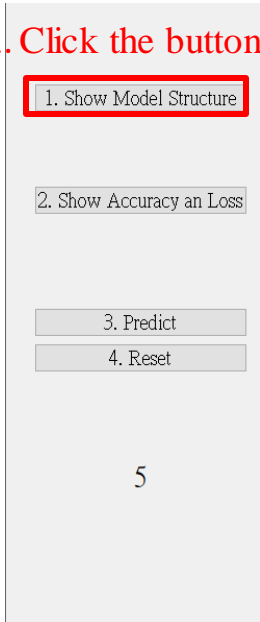 . Click the button
1. Show Model Structure
2. Show Accuracy an Loss
3. Predict
4. Reset
5